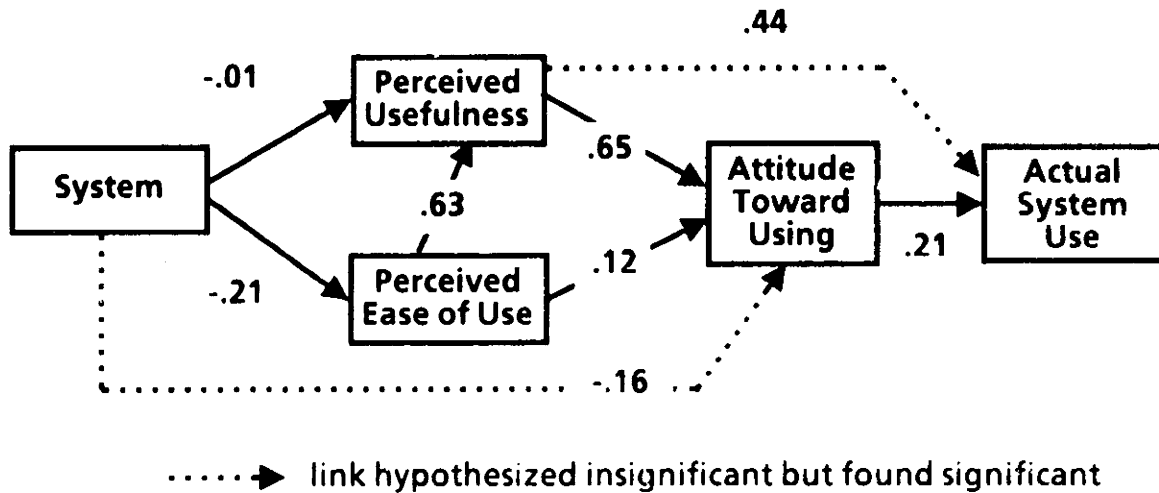 .44
-.01
Perceived
Usefulness
.65
System
Attitude
Toward
Using
Actual
System
Use
.63
.21
.12
-.21
Perceived
Ease of Use
-.16
link hypothesized insignificant but found significant